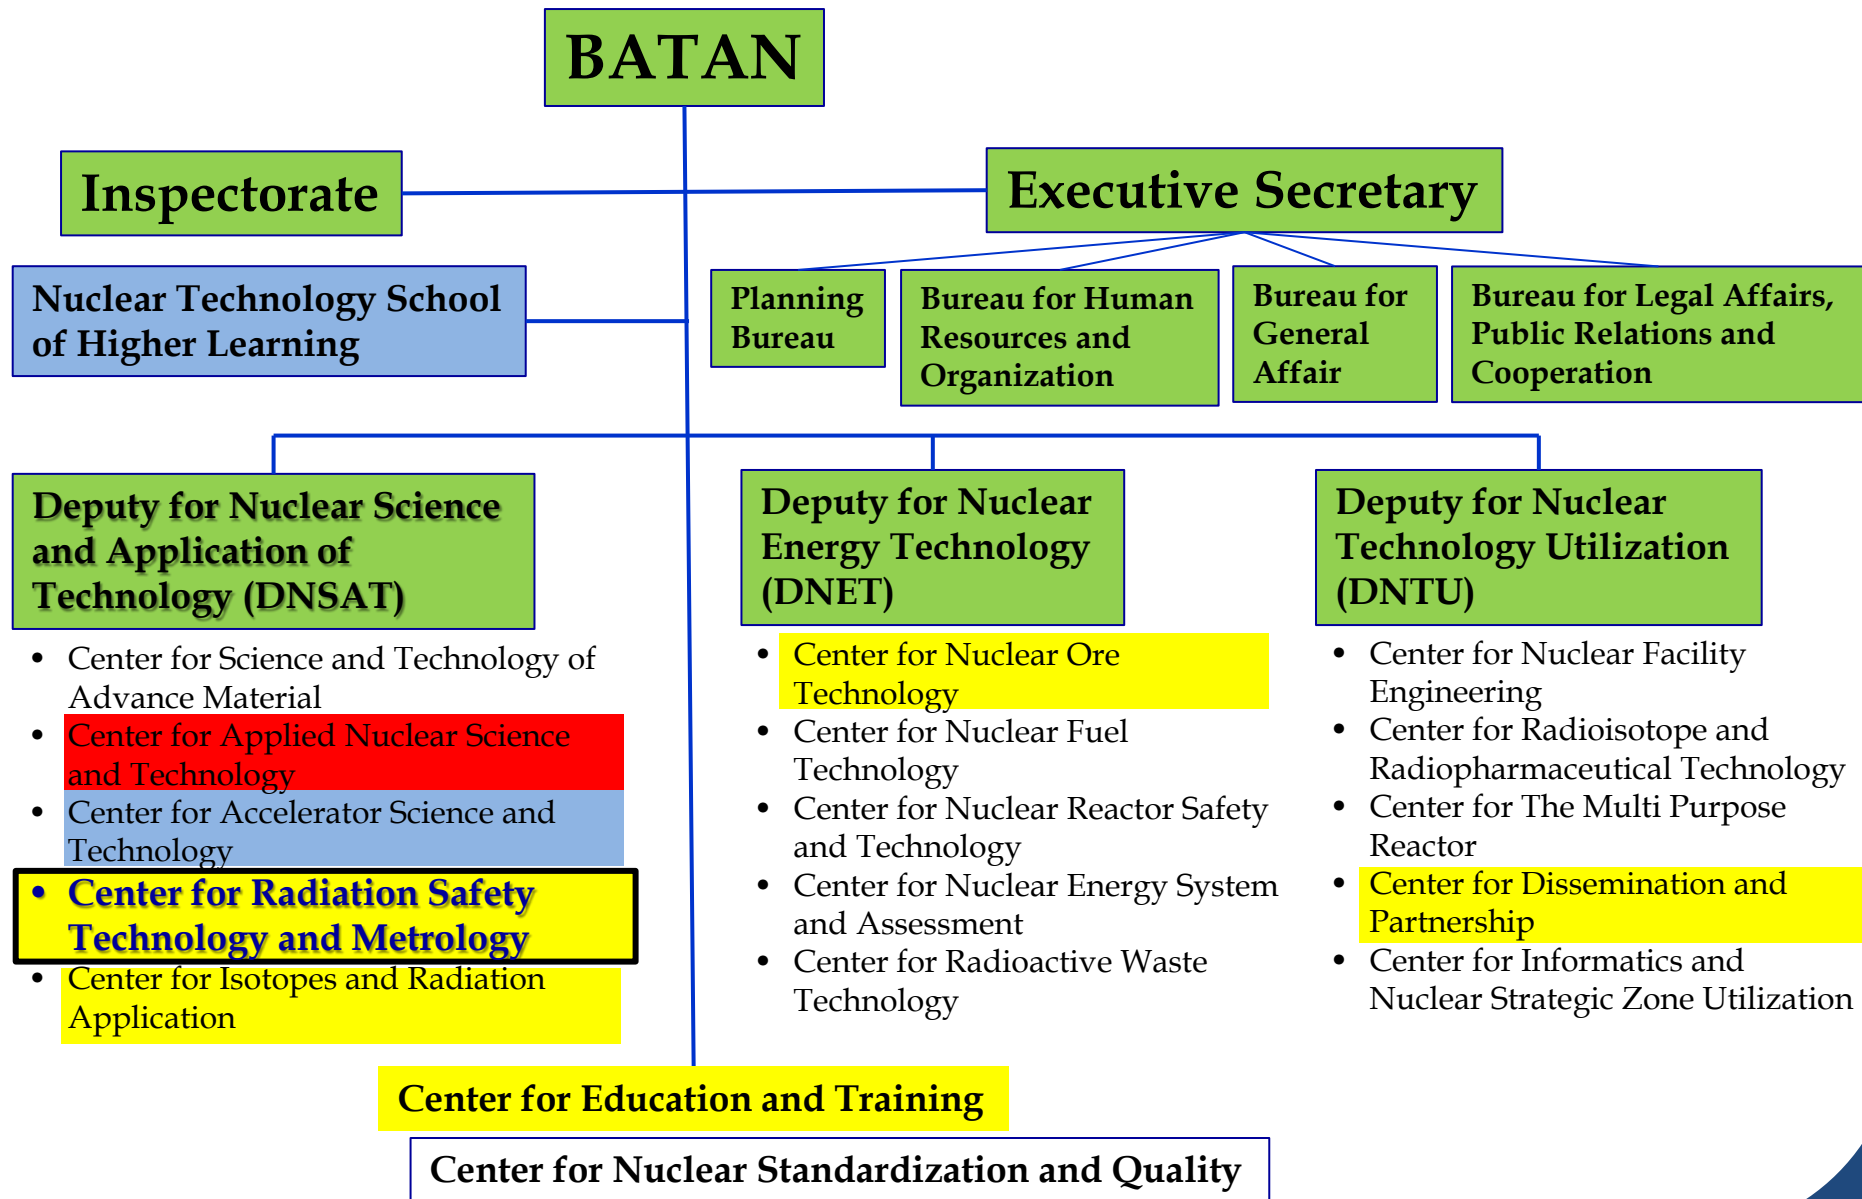 BATAN
Inspectorate
Executive Secretary
Nuclear Technology School
of Higher Learning
Planning
Bureau
Bureau for Human
Resources and
Organization
Bureau for
General
Affair
Bureau for Legal Affairs,
Public Relations and
Cooperation
Deputy for Nuclear Science
and Application of
Technology (DNSAT)
• Center for Science and Technology of
Advance Material
• Center for Applied Nuclear Science
and Technology
• Center for Accelerator Science and
Technology
• Center for Radiation Safety
Technology and Metrology
• Center for Isotopes and Radiation
Application
Deputy for Nuclear
Energy Technology
(DNET)
• Center for Nuclear Ore
Technology
• Center for Nuclear Fuel
Technology
• Center for Nuclear Reactor Safety
and Technology
• Center for Nuclear Energy System
and Assessment
• Center for Radioactive Waste
Technology
Deputy for Nuclear
Technology Utilization
(DNTU)
• Center for Nuclear Facility
Engineering
• Center for Radioisotope and
Radiopharmaceutical Technology
• Center for The Multi Purpose
Reactor
• Center for Dissemination and
Partnership
• Center for Informatics and
Nuclear Strategic Zone Utilization
Center for Education and Training
Center for Nuclear Standardization and Quality